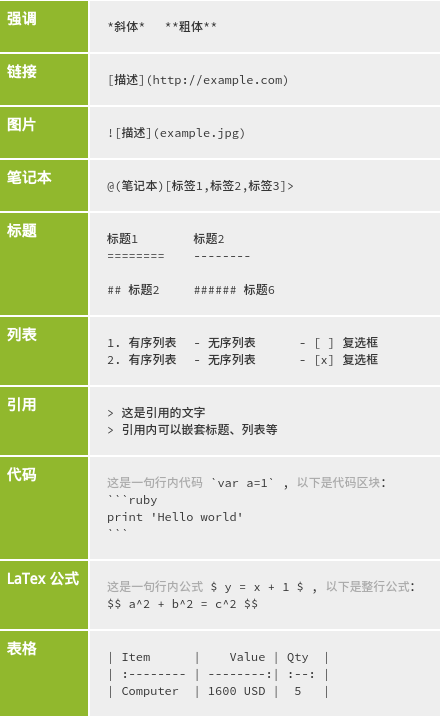 强调
*斜体*   **粗体**
链接
[描述](http://example.com)
图片
![描述](example.jpg)
笔记本
@(笔记本)[标签1,标签2,标签3]>
标题
标题1        标题2
========    --------
## 标题2     ###### 标题6
列表
1. 有序列表  - 无序列表      - [ ] 复选框
2. 有序列表  - 无序列表      - [x] 复选框
引用
> 这是引用的文字
> 引用内可以嵌套标题、列表等
代码
这是一句行内代码 `var a=1` , 以下是代码区块:
```ruby
print 'Hello world'
```
LaTex 公式
这是一句行内公式 $ y = x + 1 $ , 以下是整行公式:
$$ a^2 + b^2 = c^2 $$
表格
| Item      |    Value | Qty  |
| :-------- | --------:| :--: |
| Computer  | 1600 USD |  5   |